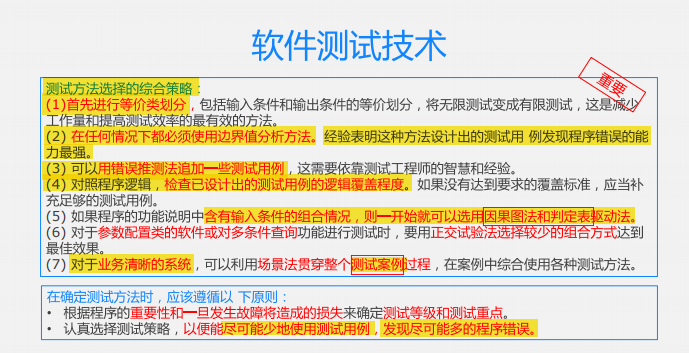 软件测试技术
重要
测试方法选择的综合策略：
(1)首先进行等价类划分，包括输入条件和输出条件的等价划分，将无限测试变成有限测试，这是减少
工作量和提高测试效率的最有效的方法。
(2) 在任何情况下都必须使用边界值分析方法。经验表明这种方法设计出的测试用 例发现程序错误的能
力最强。
(3) 可以用错误推测法追加一些测试用例，这需要依靠测试工程师的智慧和经验。
(4) 对照程序逻辑，检查已设计出的测试用例的逻辑覆盖程度。如果没有达到要求的覆盖标准，应当补
充足够的测试用例。
(5) 如果程序的功能说明中含有输入条件的组合情况，则一开始就可以选用因果图法和判定表驱动法。
(6) 对于参数配置类的软件或对多条件查询功能进行测试时，要用正交试验法选择较少的组合方式达到
最佳效果。
(7) 对于业务清晰的系统，可以利用场景法贯穿整个测试案例过程，在案例中综合使用各种测试方法。
在确定测试方法时，应该遵循以 下原则：
• 根据程序的重要性和一旦发生故障将造成的损失来确定测试等级和测试重点。
• 认真选择测试策略，以便能尽可能少地使用测试用例，发现尽可能多的程序错误。